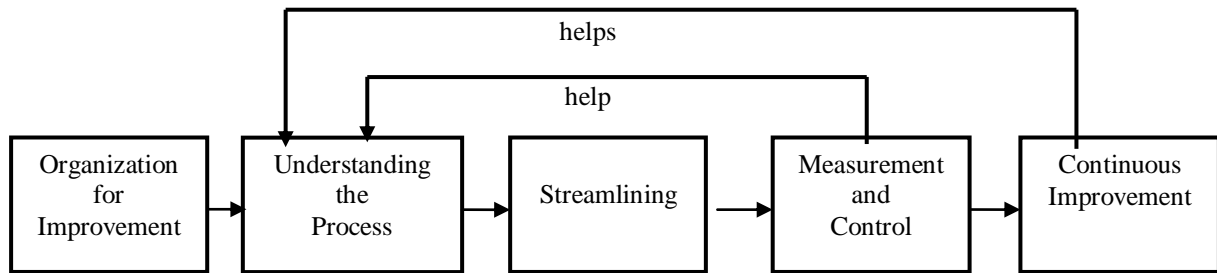 helps
help
Organization
for
Improvement
Understanding
the
Process
Streamlining
Measurement
and
Control
Continuous
Improvement